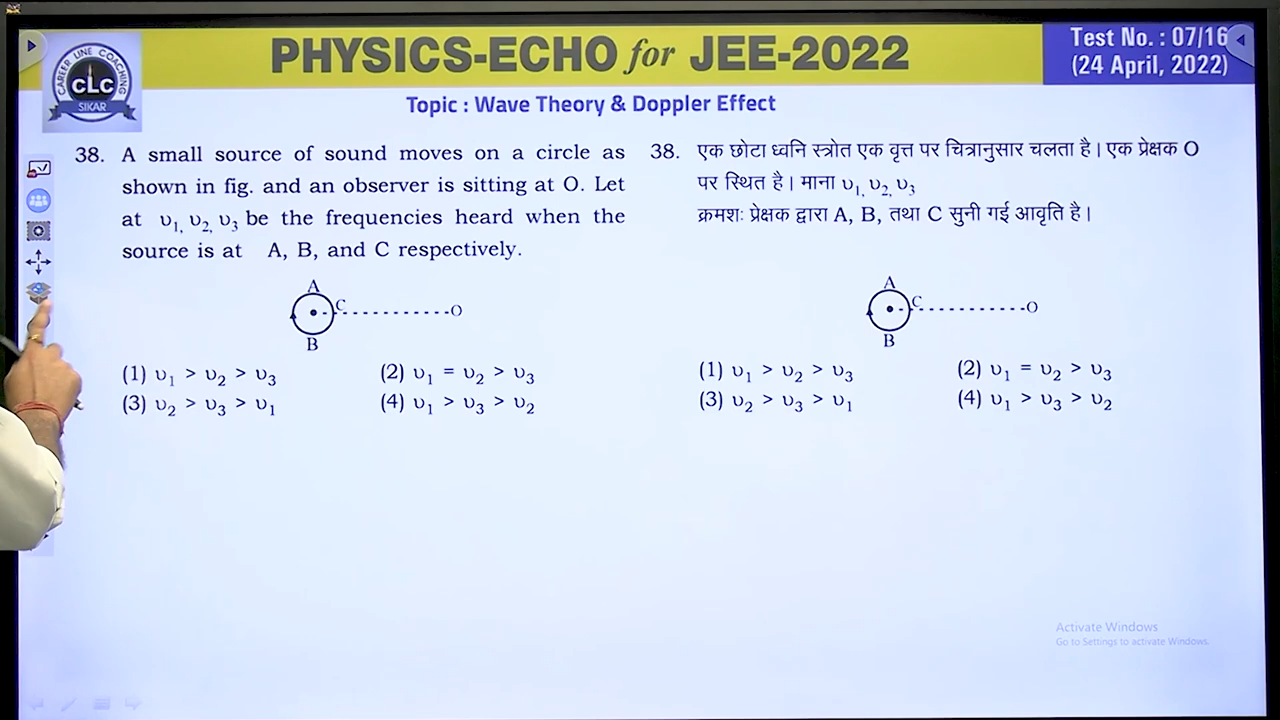 PHYSICS-ECHO for JEE-2022
Test No. : 07/16
(24 April, 2022)
CAREER LINE COACHING
CLC
SIKAR
Topic : Wave Theory & Doppler Effect
38. A small source of sound moves on a circle as
shown in fig. and an observer is sitting at O. Let
at υ1, υ2, υ3 be the frequencies heard when the
source is at A, B, and C respectively.
A
C
O
B
(1) υ1 > υ2 > υ3 (2) υ1 = υ2 > υ3
(3) υ2 > υ3 > υ1 (4) υ1 > υ3 > υ2
38. एक छोटा ध्वनि स्त्रोत एक वृत्त पर चित्रानुसार चलता है। एक प्रेक्षक O
पर स्थित है। माना υ1, υ2, υ3
क्रमशः प्रेक्षक द्वारा A, B, तथा C सुनी गई आवृति है।
A
C
O
B
(1) υ1 > υ2 > υ3 (2) υ1 = υ2 > υ3
(3) υ2 > υ3 > υ1 (4) υ1 > υ3 > υ2
Activate Windows
Go to Settings to activate Windows.